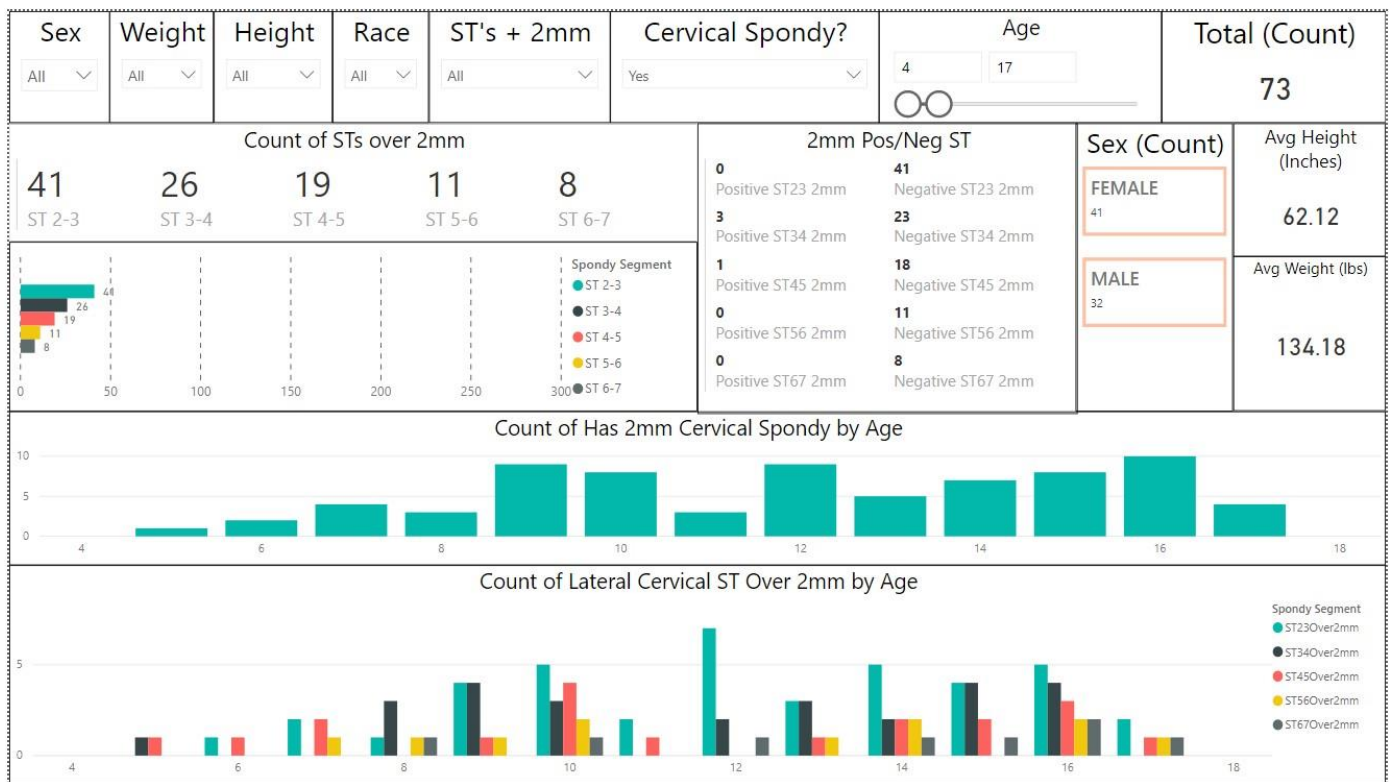 Sex
Weight
Height
Race
ST's + 2mm
Cervical Spondy?
Age
Total (Count)
All
All
All
All
All
Yes
4
17
73
Count of STs over 2mm
41
26
19
11
8
ST 2-3
ST 3-4
ST 4-5
ST 5-6
ST 6-7
2mm Pos/Neg ST
0
41
Positive ST23 2mm
Negative ST23 2mm
3
23
Positive ST34 2mm
Negative ST34 2mm
1
18
Positive ST45 2mm
Negative ST45 2mm
0
11
Positive ST56 2mm
Negative ST56 2mm
0
8
Positive ST67 2mm
Negative ST67 2mm
Sex (Count)
FEMALE
41
MALE
32
Avg Height
(Inches)
62.12
Avg Weight (lbs)
134.18
Spondy Segment
ST 2-3
ST 3-4
ST 4-5
ST 5-6
ST 6-7
41
26
19
11
8
0
50
100
150
200
250
300
Count of Has 2mm Cervical Spondy by Age
10
5
0
4
6
8
10
12
14
16
18
Count of Lateral Cervical ST Over 2mm by Age
Spondy Segment
ST23Over2mm
ST34Over2mm
ST45Over2mm
ST56Over2mm
ST67Over2mm
5
0
4
6
8
10
12
14
16
18